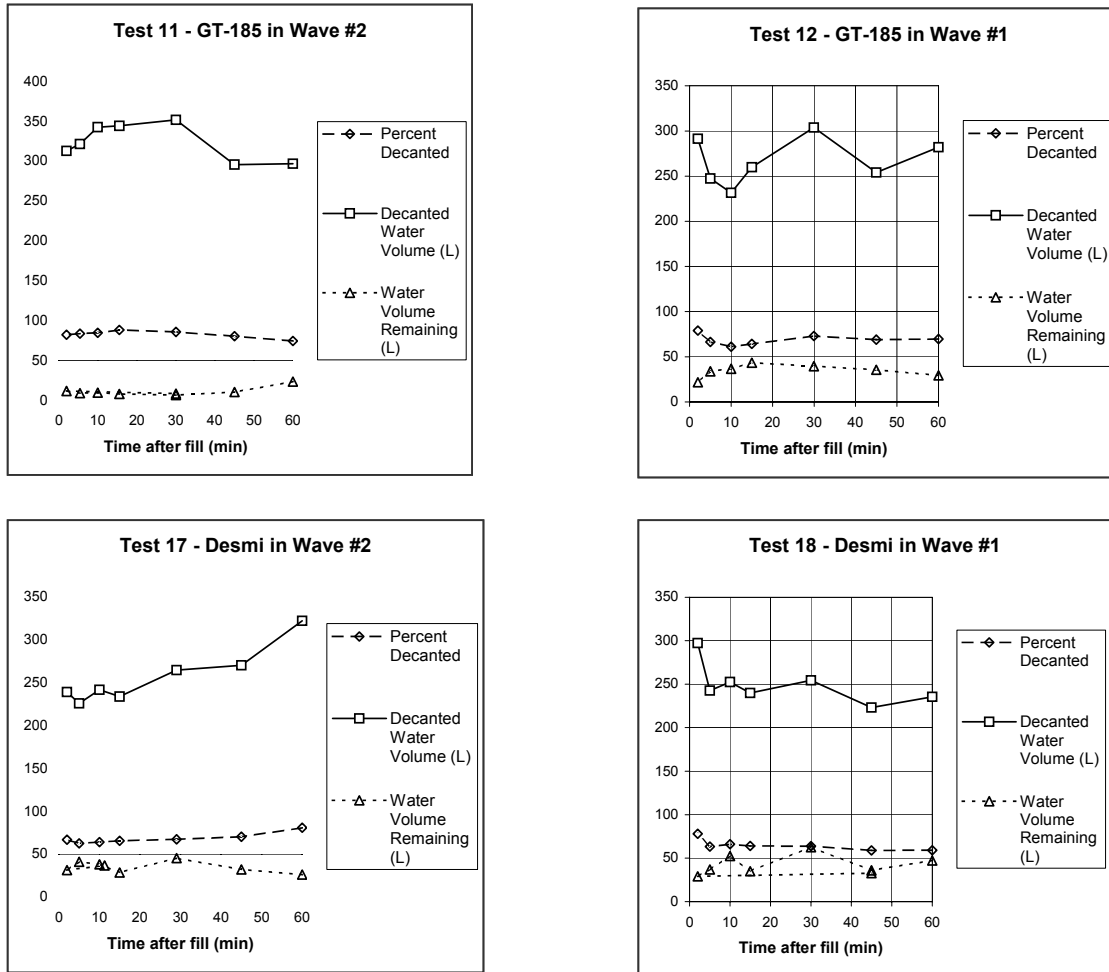 Test 11 - GT-185 in Wave #2
400
350
300
250
200
150
100
50
0
0 10 20 30 40 50 60
Time after fill (min)
Percent
Decanted
Decanted
Water
Volume (L)
Water
Volume
Remaining
(L)
Test 12 - GT-185 in Wave #1
350
300
250
200
150
100
50
0
0 10 20 30 40 50 60
Time after fill (min)
Percent
Decanted
Decanted
Water
Volume (L)
Water
Volume
Remaining
(L)
Test 17 - Desmi in Wave #2
350
300
250
200
150
100
50
0
0 10 20 30 40 50 60
Time after fill (min)
Percent
Decanted
Decanted
Water
Volume (L)
Water
Volume
Remaining
(L)
Test 18 - Desmi in Wave #1
350
300
250
200
150
100
50
0
0 10 20 30 40 50 60
Time after fill (min)
Percent
Decanted
Decanted
Water
Volume (L)
Water
Volume
Remaining
(L)